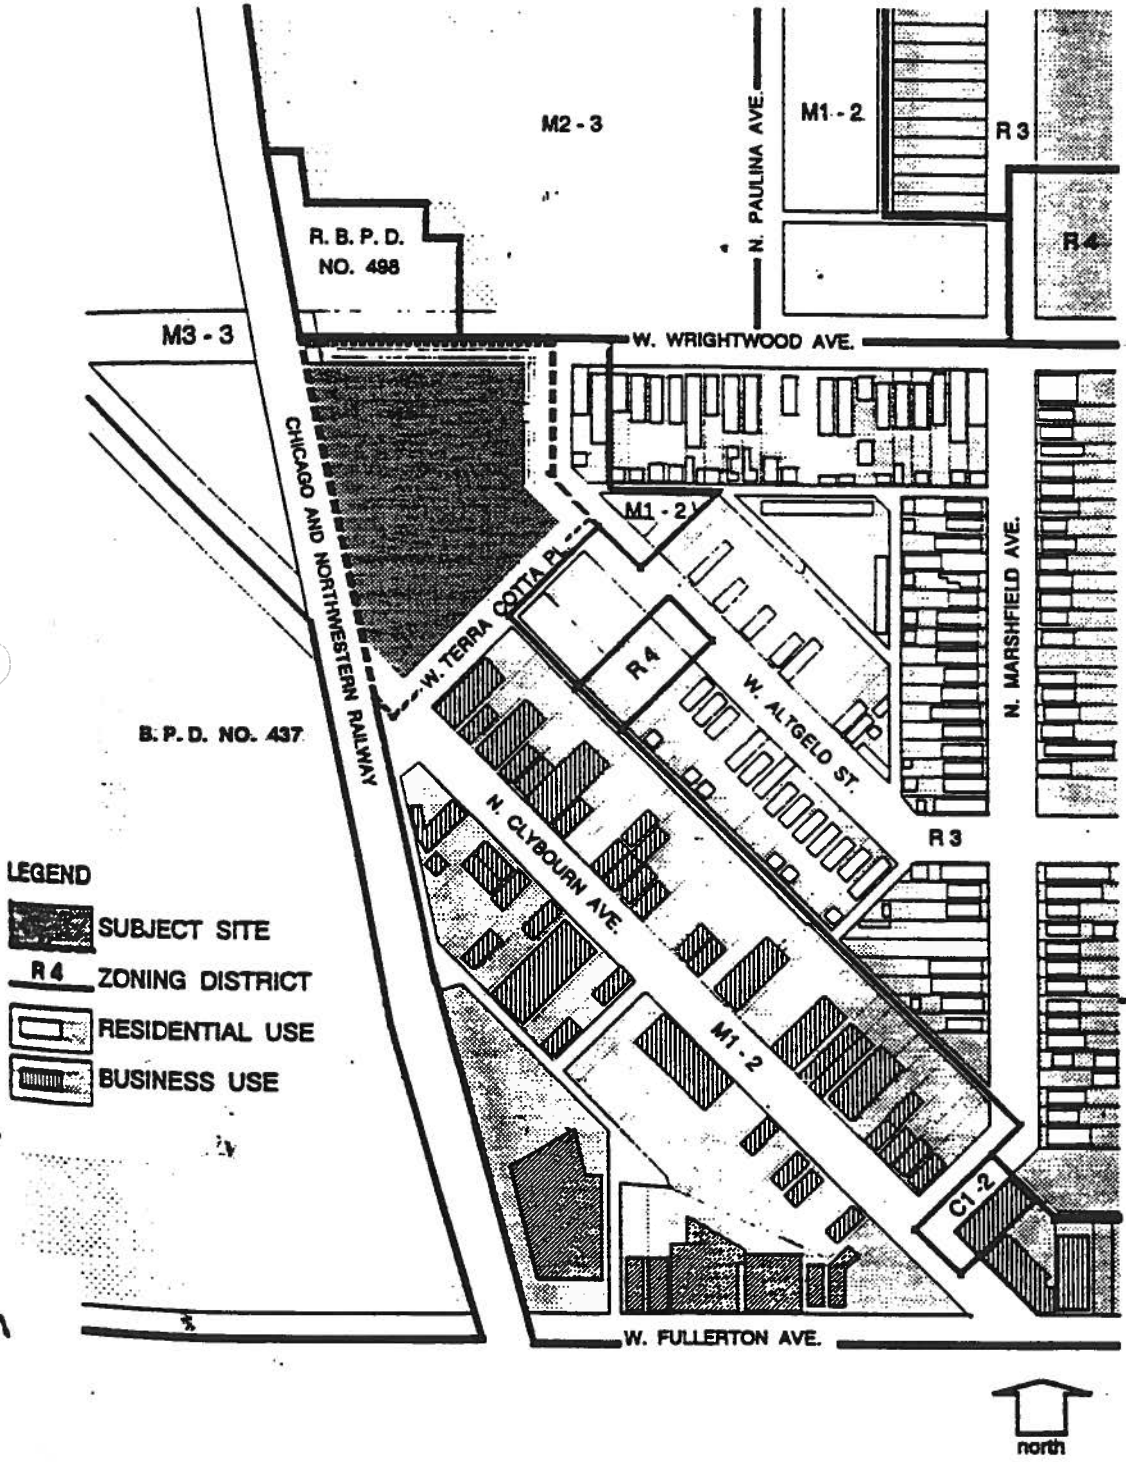 M2-3
N. PAULINA AVE.
M1-2
R3
R4
R. B. P. D.
NO. 498
M3-3
W. WRIGHTWOOD AVE.
CHICAGO AND NORTHWESTERN RAILWAY
M1-2
W. TERRA COTTA PL.
R4
W. ALTGELD ST.
N. MARSHFIELD AVE.
B. P. D. NO. 437
N. CLYBOURN AVE.
R3
LEGEND
SUBJECT SITE
R4
ZONING DISTRICT
RESIDENTIAL USE
BUSINESS USE
M1-2
C1-2
W. FULLERTON AVE.
north